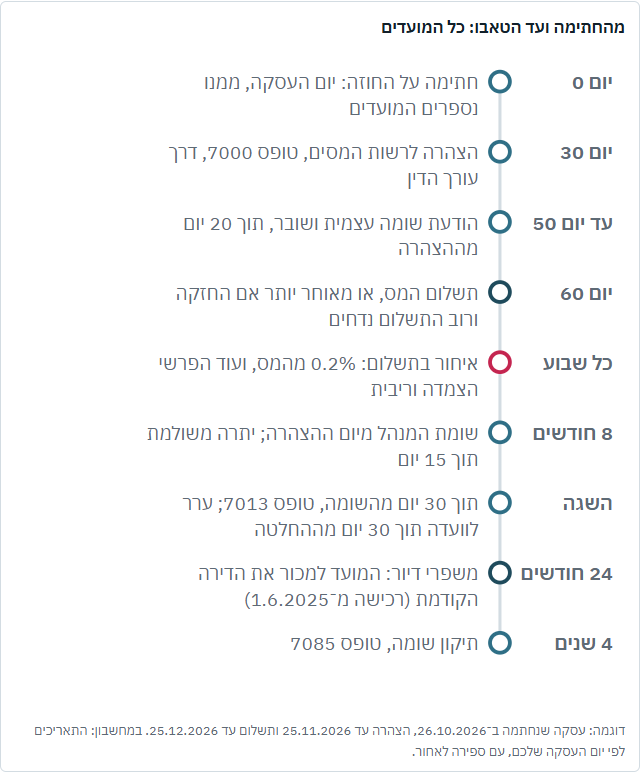 מהחתימה ועד הטאבו: כל המועדים
יום 0
חתימה על החוזה: יום העסקה, ממנו
נספרים המועדים
יום 30
הצהרה לרשות המסים, טופס 7000, דרך
עורך הדין
עד יום 50
הודעת שומה עצמית ושובר, תוך 20 יום
מההצהרה
יום 60
תשלום המס, או מאוחר יותר אם החזקה
ורוב התשלום נדחים
כל שבוע
איחור בתשלום: 0.2% מהמס, ועוד הפרשי
הצמדה וריבית
8 חודשים
שומת המנהל מיום ההצהרה; יתרה משולמת
תוך 15 יום
השגה
תוך 30 יום מהשומה, טופס 7013; ערר
לוועדה תוך 30 יום מההחלטה
24 חודשים
משפרי דיור: המועד למכור את הדירה
הקודמת (רכישה מ־1.6.2025)
4 שנים
תיקון שומה, טופס 7085
דוגמה: עסקה שנחתמה ב־26.10.2026, הצהרה עד 25.11.2026 ותשלום עד 25.12.2026. במחשבון: התאריכים
לפי יום העסקה שלכם, עם ספירה לאחור.